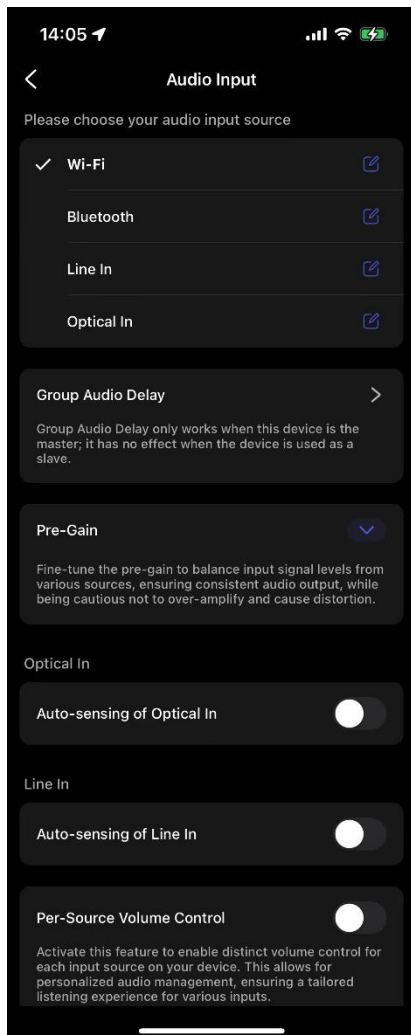 14:05
Audio Input
Please choose your audio input source
Wi-Fi
Bluetooth
Line In
Optical In
Group Audio Delay
Group Audio Delay only works when this device is the
master; it has no effect when the device is used as a
slave.
Pre-Gain
Fine-tune the pre-gain to balance input signal levels from
various sources, ensuring consistent audio output, while
being cautious not to over-amplify and cause distortion.
Optical In
Auto-sensing of Optical In
Line In
Auto-sensing of Line In
Per-Source Volume Control
Activate this feature to enable distinct volume control for
each input source on your device. This allows for
personalized audio management, ensuring a tailored
listening experience for various inputs.